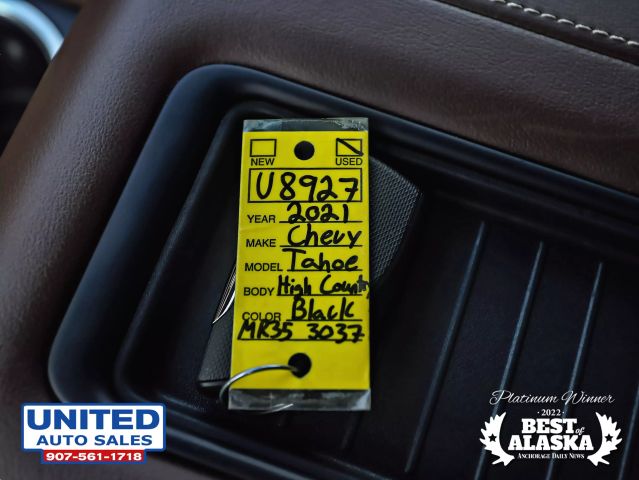 NEW USED
U8927
YEAR 2021
MAKE Chevy
MODEL Tahoe
BODY High Country
COLOR Black
MR35 3037
UNITED
AUTO SALES
907-561-1718
Platinum Winner
2022
BEST of
ALASKA
ANCHORAGE DAILY NEWS